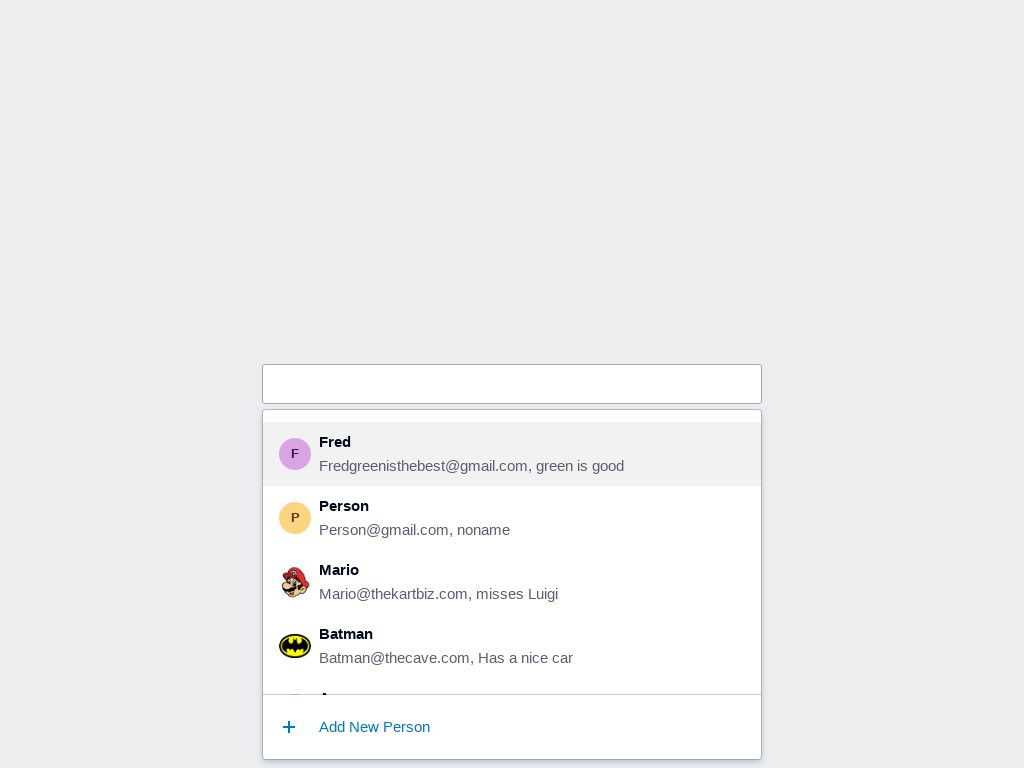 F
Fred
Fredgreenisthebest@gmail.com, green is good
P
Person
Person@gmail.com, noname
Mario
Mario@thekartbiz.com, misses Luigi
Batman
Batman@thecave.com, Has a nice car
Add New Person